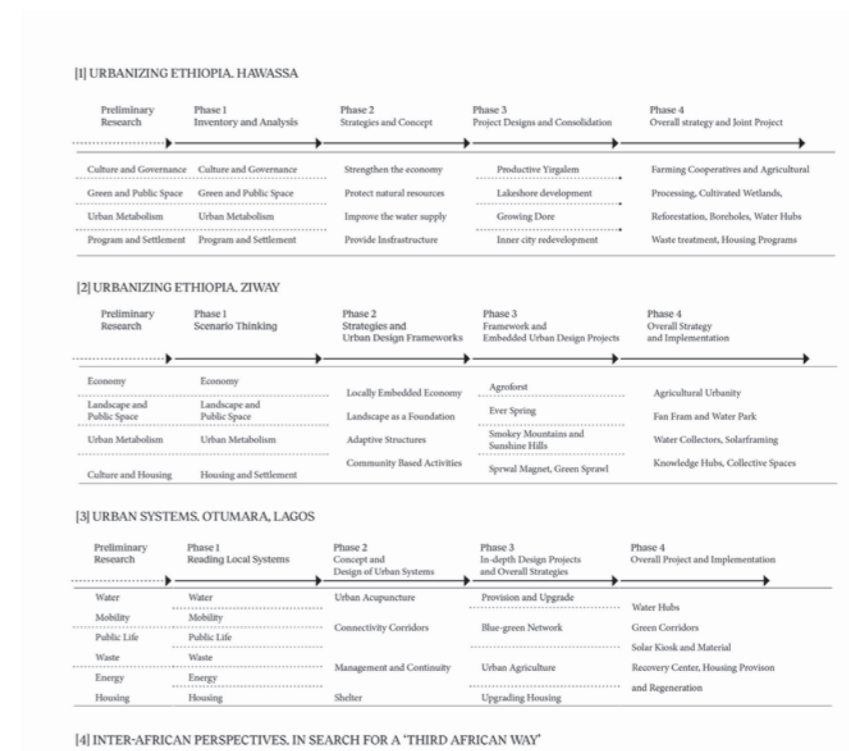 [1] URBANIZING ETHIOPIA. HAWASSA
Preliminary Research
Phase 1 Inventory and Analysis
Phase 2 Strategies and Concept
Phase 3 Project Designs and Consolidation
Phase 4 Overall strategy and Joint Project
Culture and Governance Culture and Governance Strengthen the economy Productive Yirgalem Farming Cooperatives and Agricultural
Green and Public Space Green and Public Space Protect natural resources Lakeshore development Processing, Cultivated Wetlands,
Urban Metabolism Urban Metabolism Improve the water supply Growing Dore Reforestation, Boreholes, Water Hubs
Program and Settlement Program and Settlement Provide Insfrastructure Inner city redevelopment Waste treatment, Housing Programs
[2] URBANIZING ETHIOPIA. ZIWAY
Preliminary Research
Phase 1 Scenario Thinking
Phase 2 Strategies and Urban Design Frameworks
Phase 3 Framework and Embedded Urban Design Projects
Phase 4 Overall Strategy and Implementation
Economy
Landscape and
Public Space
Urban Metabolism
Culture and Housing
Economy
Landscape and
Public Space
Urban Metabolism
Housing and Settlement
Locally Embedded Economy
Landscape as a Foundation
Adaptive Structures
Community Based Activities
Agroforst
Ever Spring
Smokey Mountains and
Sunshine Hills
Sprwal Magnet, Green Sprawl
Agricultural Urbanity
Fan Fram and Water Park
Water Collectors, Solarframing
Knowledge Hubs, Collective Spaces
[3] URBAN SYSTEMS. OTUMARA, LAGOS
Preliminary Research
Phase 1 Reading Local Systems
Phase 2 Concept and Design of Urban Systems
Phase 3 In-depth Design Projects and Overall Strategies
Phase 4 Overall Project and Implementation
Water
Mobility
Public Life
Waste
Energy
Housing
Water
Mobility
Public Life
Waste
Energy
Housing
Urban Acupuncture
Connectivity Corridors
Management and Continuity
Shelter
Provision and Upgrade
Blue-green Network
Urban Agriculture
Upgrading Housing
Water Hubs
Green Corridors
Solar Kiosk and Material
Recovery Center, Housing Provison
and Regeneration
[4] INTER-AFRICAN PERSPECTIVES. IN SEARCH FOR A 'THIRD AFRICAN WAY'